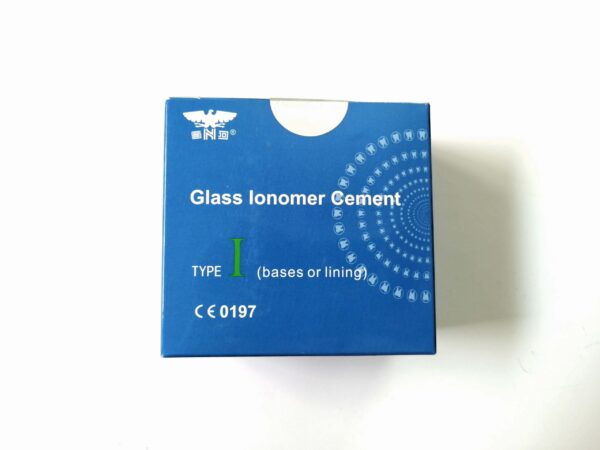 Glass Ionomer Cement
TYPE I (bases or lining)
CE 0197